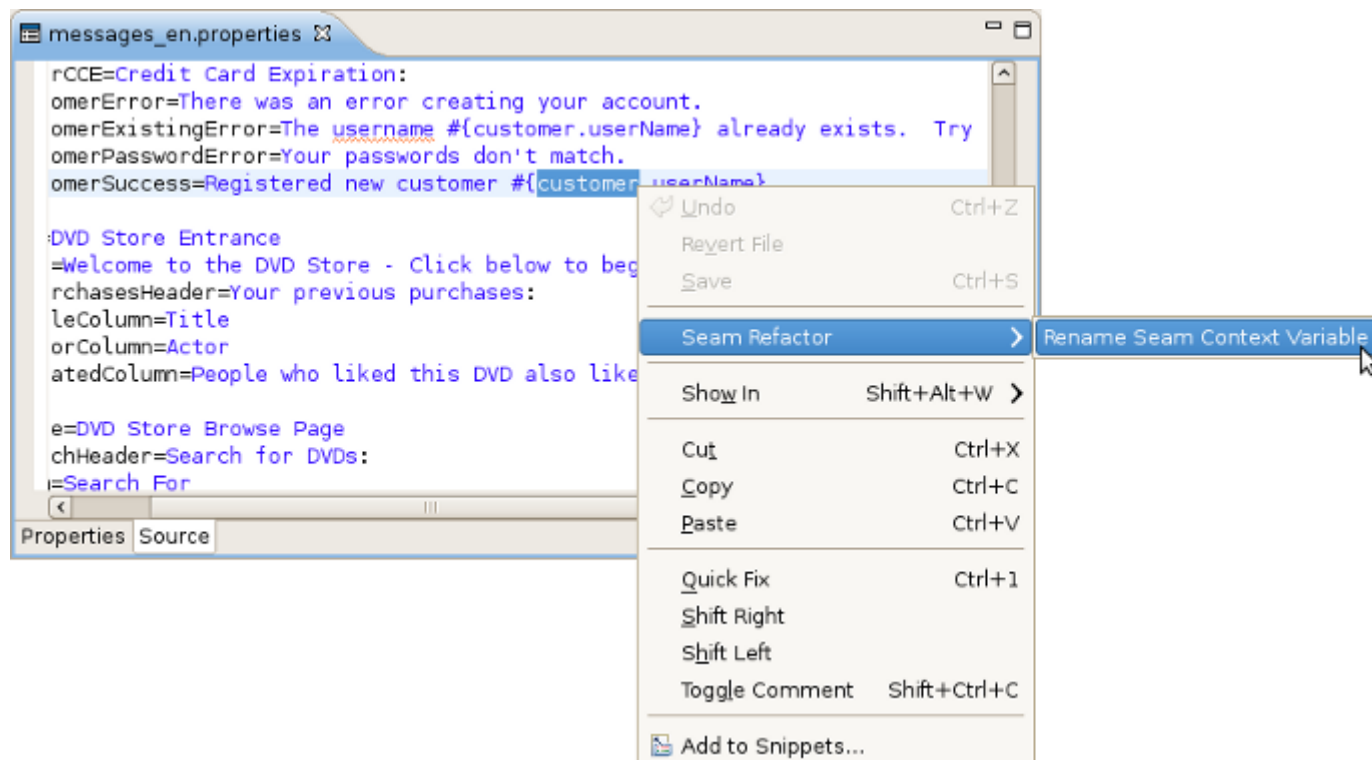 messages_en.properties
rCCE=Credit Card Expiration:
omerError=There was an error creating your account.
omerExistingError=The username #{customer.userName} already exists.  Try
omerPasswordError=Your passwords don't match.
omerSuccess=Registered new customer #{customer.userName}
=DVD Store Entrance
=Welcome to the DVD Store - Click below to beg
rchasesHeader=Your previous purchases:
leColumn=Title
orColumn=Actor
atedColumn=People who liked this DVD also like
e=DVD Store Browse Page
chHeader=Search for DVDs:
=Search For
Properties Source
Undo Ctrl+Z
Revert File
Save Ctrl+S
Seam Refactor
Rename Seam Context Variable
Show In Shift+Alt+W
Cut Ctrl+X
Copy Ctrl+C
Paste Ctrl+V
Quick Fix Ctrl+1
Shift Right
Shift Left
Toggle Comment Shift+Ctrl+C
Add to Snippets...